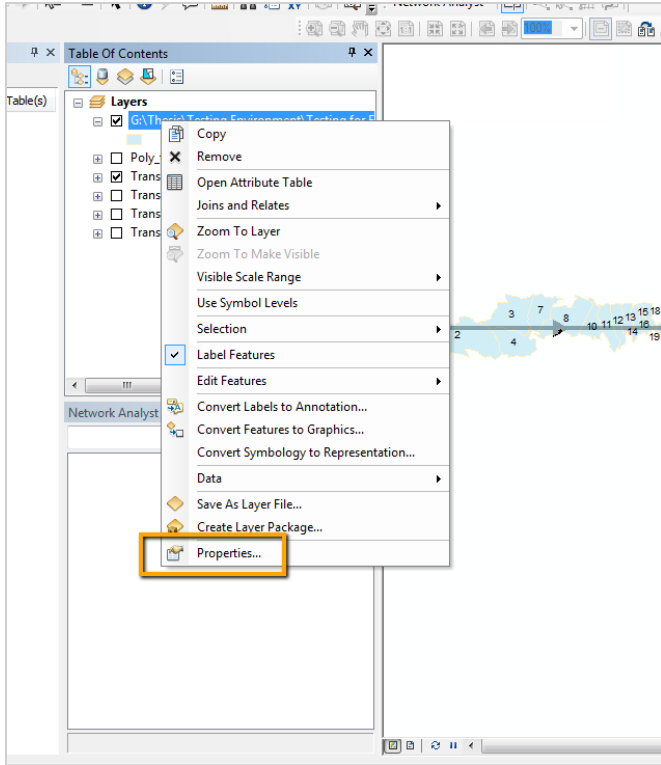 Network Analyst
100%
Table Of Contents
Table(s)
Layers
G:\Thesis\Testing Environment\Testing for
Poly_
Trans
Trans
Trans
Trans
Copy
Remove
Open Attribute Table
Joins and Relates
Zoom To Layer
Zoom To Make Visible
Visible Scale Range
Use Symbol Levels
Selection
Label Features
Edit Features
Convert Labels to Annotation...
Convert Features to Graphics...
Convert Symbology to Representation...
Data
Save As Layer File...
Create Layer Package...
Properties...
Network Analyst
2 3 4 7 8 10 11 12 13 14 15 16 18 19